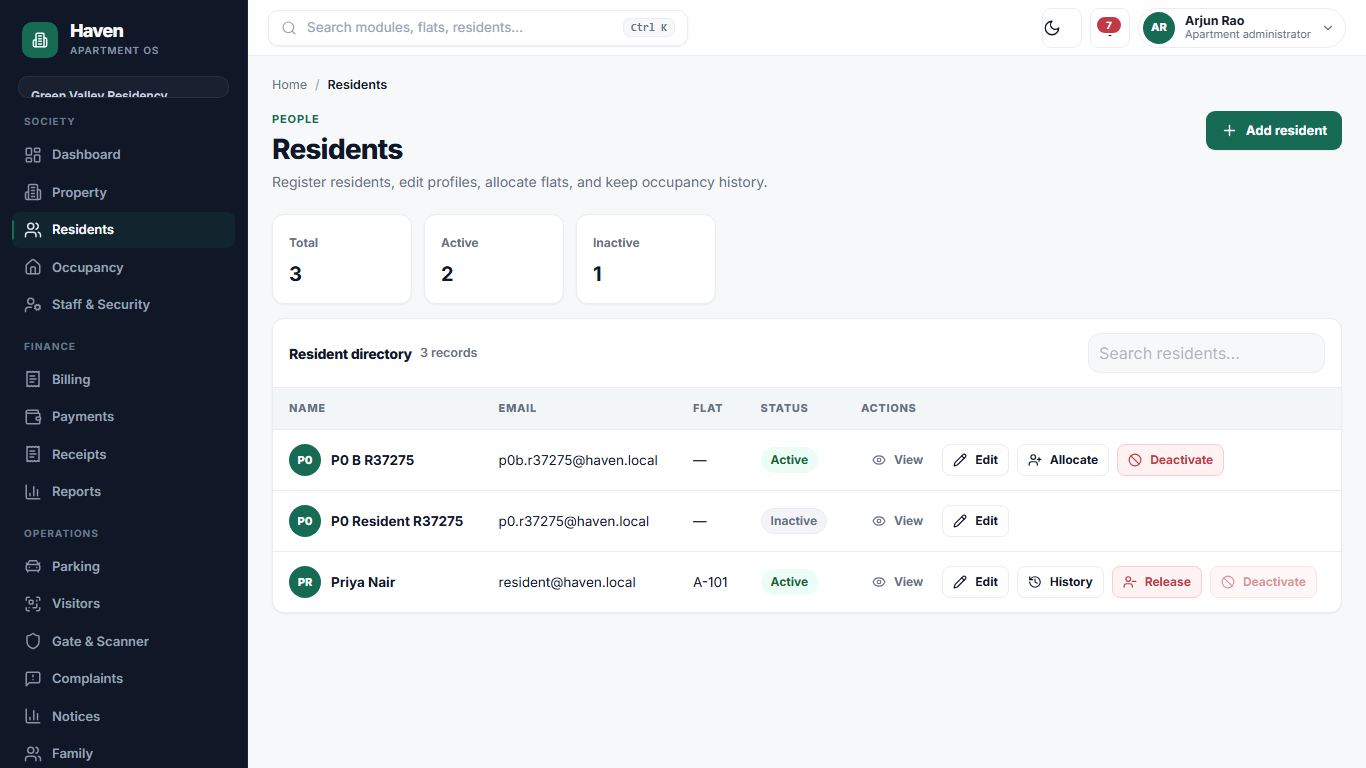 Haven
APARTMENT OS
Green Valley Residency
SOCIETY
Dashboard
Property
Residents
Occupancy
Staff & Security
FINANCE
Billing
Payments
Receipts
Reports
OPERATIONS
Parking
Visitors
Gate & Scanner
Complaints
Notices
Family
Search modules, flats, residents... Ctrl K
7
AR Arjun Rao
Apartment administrator
Home / Residents
PEOPLE
Residents
Register residents, edit profiles, allocate flats, and keep occupancy history.
Add resident
Total Active Inactive
3 2 1
Resident directory 3 records Search residents...
NAME EMAIL FLAT STATUS ACTIONS
P0 P0 B R37275 p0b.r37275@haven.local — Active View Edit Allocate Deactivate
P0 P0 Resident R37275 p0.r37275@haven.local — Inactive View Edit
PR Priya Nair resident@haven.local A-101 Active View Edit History Release Deactivate